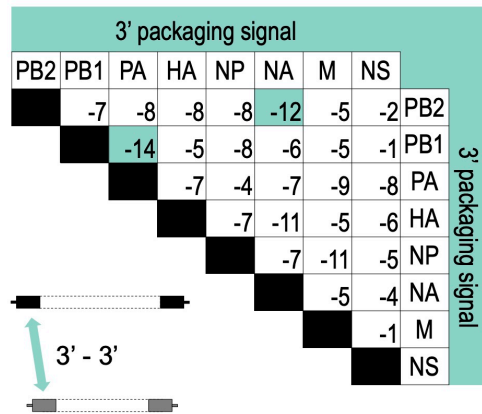 3’ packaging signal
PB2 PB1 PA HA NP NA M NS
-7 -8 -8 -8 -12 -5 -2 PB2
-14 -5 -8 -6 -5 -1 PB1
-7 -4 -7 -9 -8 PA
-7 -11 -5 -6 HA
-7 -11 -5 NP
-5 -4 NA
-1 M
NS
3’ packaging signal
3’ - 3’